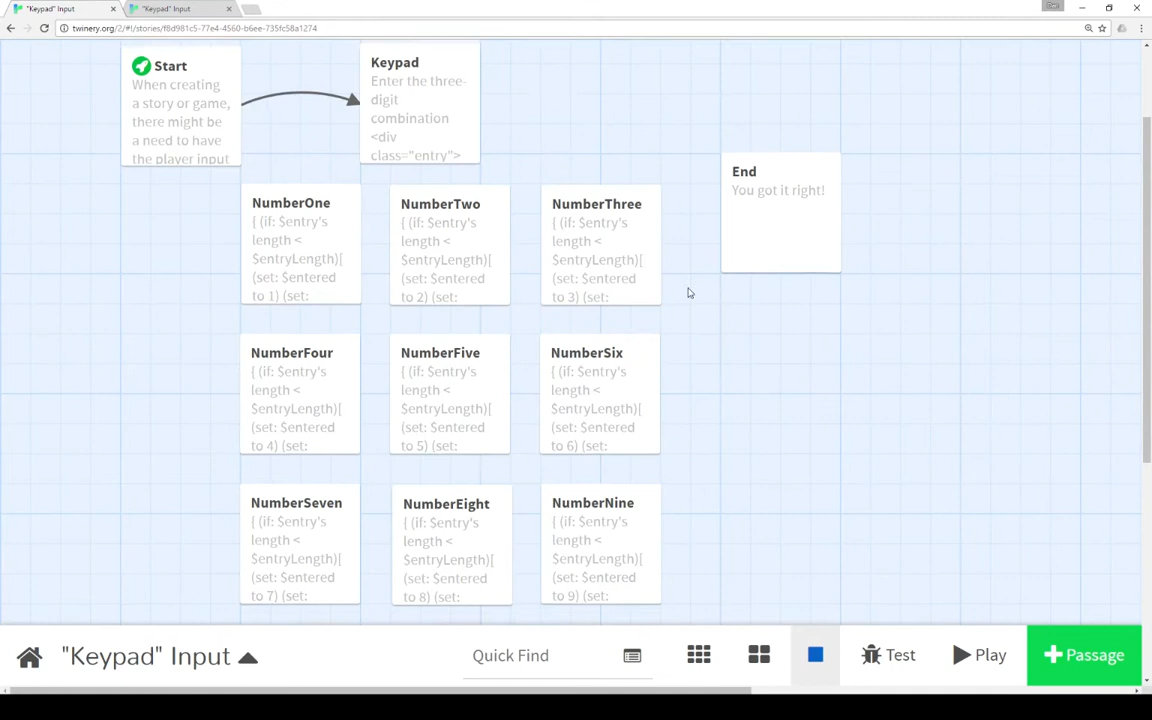 "Keypad" Input
"Keypad" Input
twinery.org/2/#!/stories/f8d981c5-77e4-4560-b6ee-735fc58a1274
Start
When creating
a story or game,
there might be
a need to have
the player input
Keypad
Enter the three-
digit
combination
<div
class="entry">
End
You got it right!
NumberOne
{ (if: $entry's
length <
$entryLength)[
(set: $entered
to 1) (set:
NumberTwo
{ (if: $entry's
length <
$entryLength)[
(set: $entered
to 2) (set:
NumberThree
{ (if: $entry's
length <
$entryLength)[
(set: $entered
to 3) (set:
NumberFour
{ (if: $entry's
length <
$entryLength)[
(set: $entered
to 4) (set:
NumberFive
{ (if: $entry's
length <
$entryLength)[
(set: $entered
to 5) (set:
NumberSix
{ (if: $entry's
length <
$entryLength)[
(set: $entered
to 6) (set:
NumberSeven
{ (if: $entry's
length <
$entryLength)[
(set: $entered
to 7) (set:
NumberEight
{ (if: $entry's
length <
$entryLength)[
(set: $entered
to 8) (set:
NumberNine
{ (if: $entry's
length <
$entryLength)[
(set: $entered
to 9) (set:
"Keypad" Input
Quick Find
Test
Play
Passage